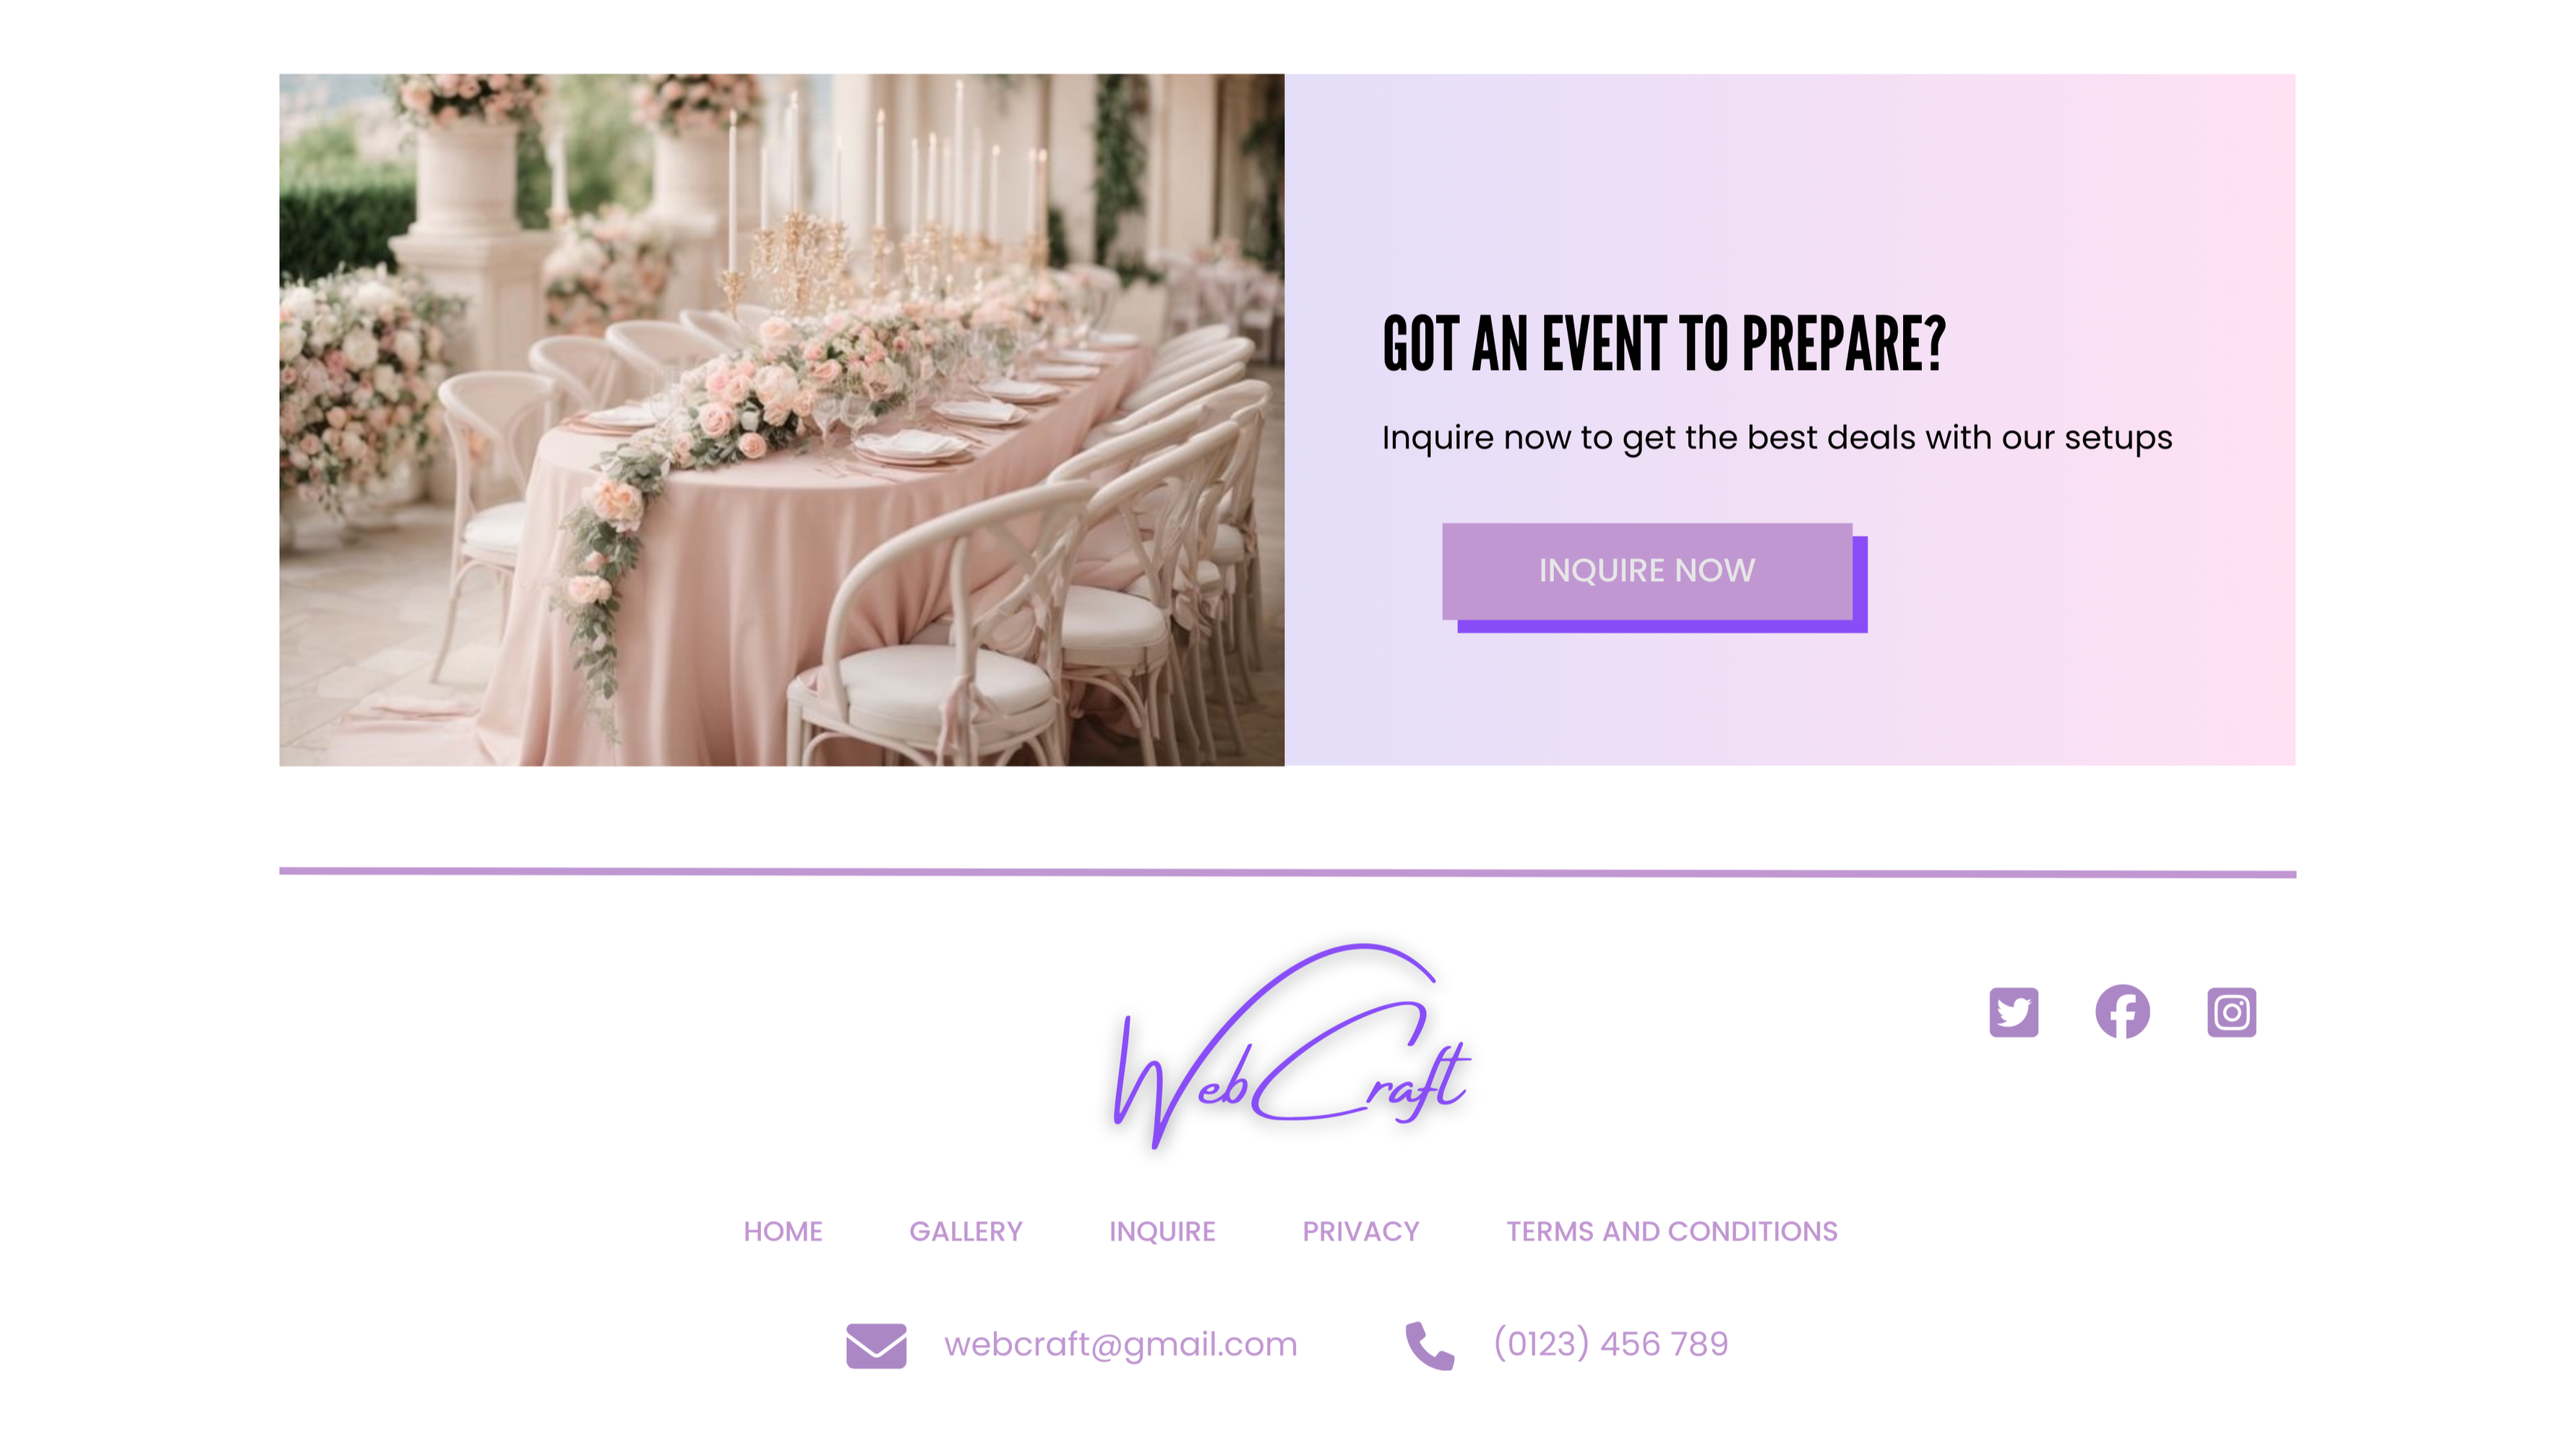 GOT AN EVENT TO PREPARE?
Inquire now to get the best deals with our setups
INQUIRE NOW
WebCraft
HOME GALLERY INQUIRE PRIVACY TERMS AND CONDITIONS
webcraft@gmail.com (0123) 456 789